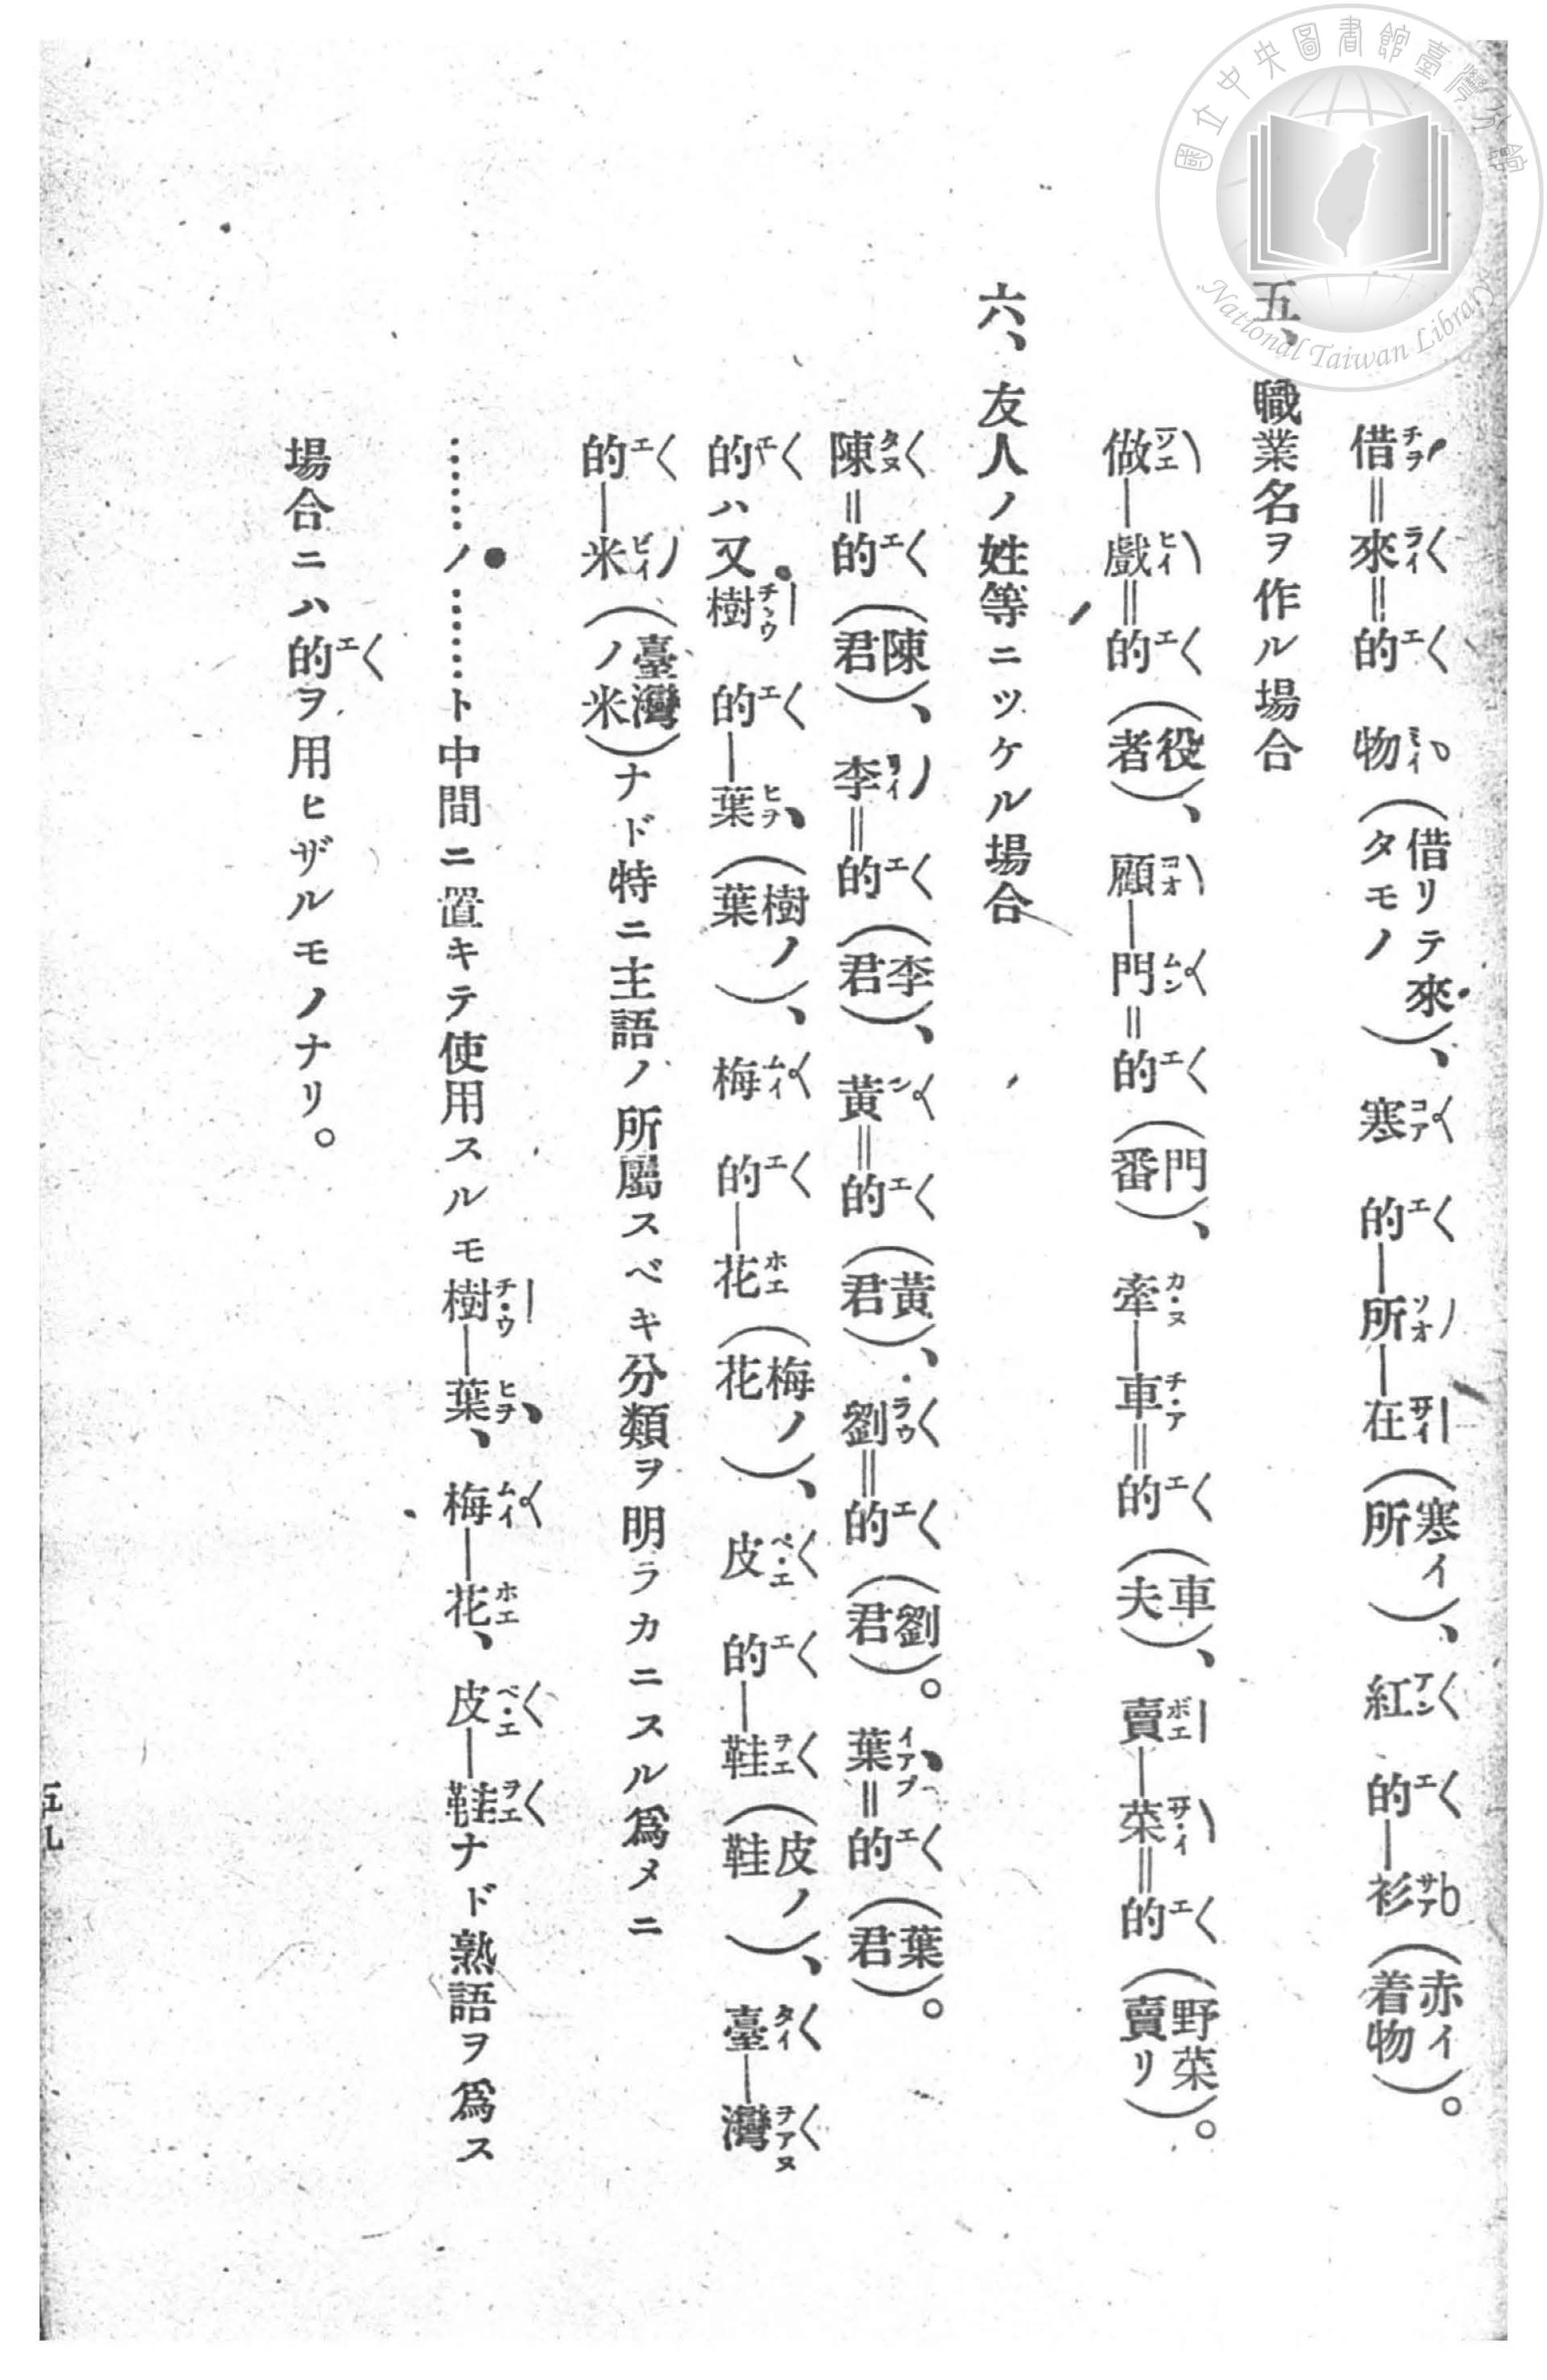 國立中央圖書館臺灣分館
National Taiwan Library
借＝來＝的　物（借リテ來タモノ）、寒　的―所―在（寒イ所）、紅　的―衫（赤イ着物）。
五、職業名ヲ作ル場合
做―戲＝的（役者）、顧―門＝的（門番）、牽―車＝的（車夫）、賣―菜＝的（野菜賣リ）。
六、友人ノ姓等ニツケル場合
陳＝的（陳君）、李＝的（李君）、黃＝的（黃君）、劉＝的（劉君）。葉＝的（葉君）。
的ハ又樹　的―葉（樹ノ葉）、梅　的―花（梅ノ花）、皮　的―鞋（皮ノ鞋）、臺―灣
的―米（臺灣ノ米）ナド特ニ主語ノ所屬スベキ分類ヲ明ラカニスル爲メニ
……ノ……ト中間ニ置キテ使用スルモ樹―葉、梅―花、皮―鞋ナド熟語ヲ爲ス
場合ニハ的ヲ用ヒザルモノナリ。